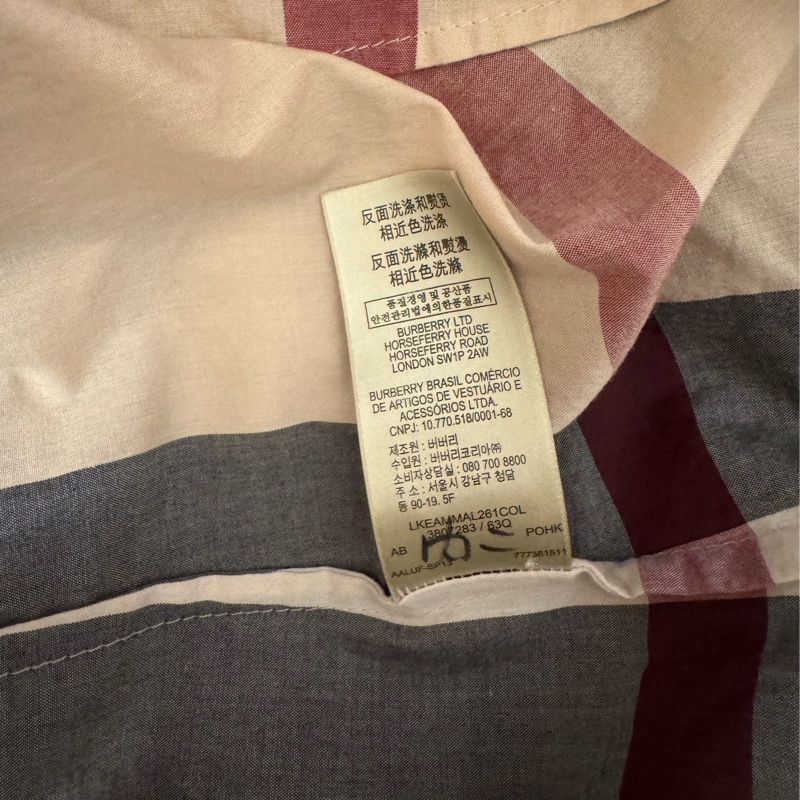 反面洗涤和熨烫
相近色洗涤
反面洗滌和熨燙
相近色洗滌
품질경영 및 공산품
안전관리법에의한품질표시
BURBERRY LTD
HORSEFERRY HOUSE
HORSEFERRY ROAD
LONDON SW1P 2AW
BURBERRY BRASIL COMÉRCIO
DE ARTIGOS DE VESTUÁRIO E
ACESSÓRIOS LTDA.
CNPJ: 10.770.518/0001-68
제조원 : 버버리
수입원 : 버버리코리아㈜
소비자상담실 : 080 700 8800
주 소 : 서울시 강남구 청담
동 90-19. 5F
LKEAMMAL261COL
3807283 / 63Q
AB POHK
777381511
AALUF-SP13